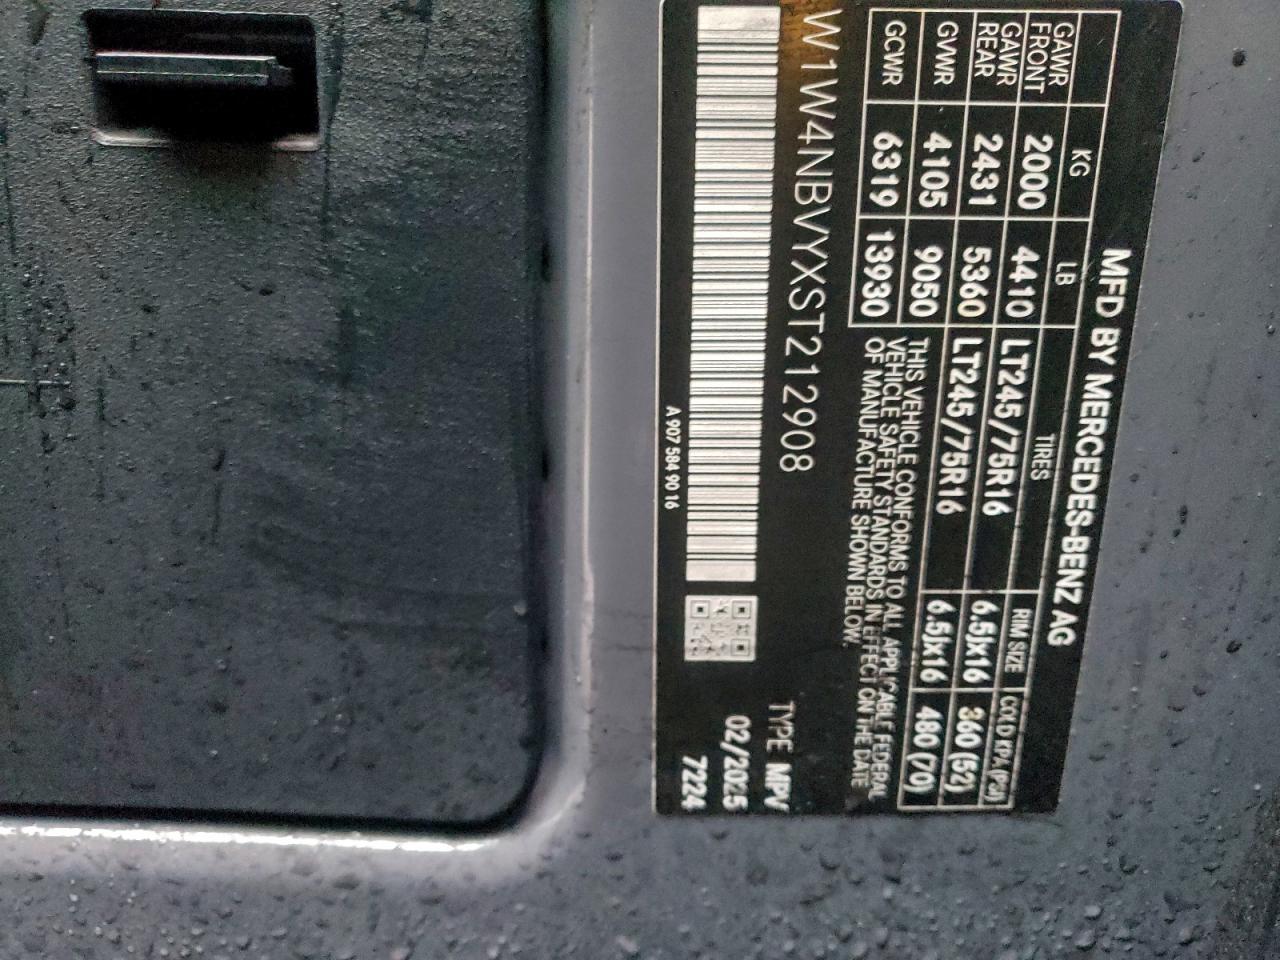 MFD BY MERCEDES-BENZ AG
KG LB TIRES RIM SIZE COLD KPA (PSI)
GAWR FRONT 2000 4410 LT245/75R16 6.5Jx16 360 (52)
GAWR REAR 2431 5360 LT245/75R16 6.5Jx16 480 (70)
GVWR 4105 9050
GCWR 6319 13930
THIS VEHICLE CONFORMS TO ALL APPLICABLE FEDERAL
VEHICLE SAFETY STANDARDS IN EFFECT ON THE DATE
OF MANUFACTURE SHOWN BELOW.
W1W4NBVYXST212908
TYPE MPV
02/2025
7224
A 907 584 90 16